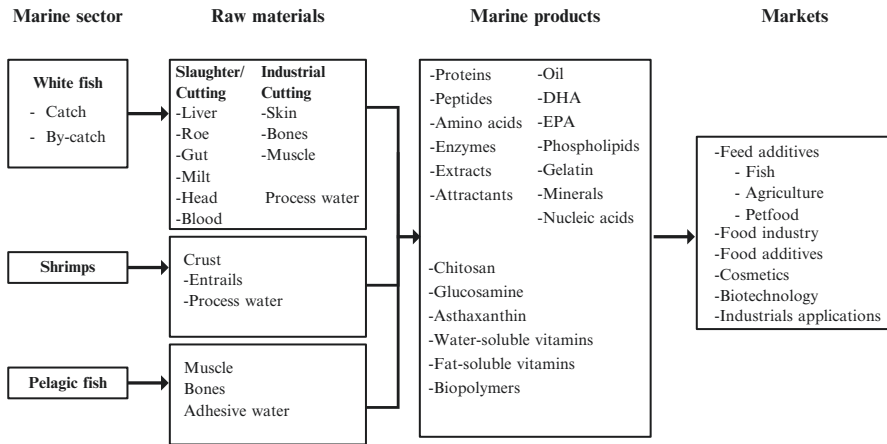 Marine sector
Raw materials
Marine products
Markets
White fish
- Catch
- By-catch
Slaughter/
Cutting
-Liver
-Roe
-Gut
-Milt
-Head
-Blood
Industrial
Cutting
-Skin
-Bones
-Muscle
Process water
Shrimps
Crust
-Entrails
-Process water
Pelagic fish
Muscle
Bones
Adhesive water
-Proteins
-Peptides
-Amino acids
-Enzymes
-Extracts
-Attractants
-Oil
-DHA
-EPA
-Phospholipids
-Gelatin
-Minerals
-Nucleic acids
-Chitosan
-Glucosamine
-Asthaxanthin
-Water-soluble vitamins
-Fat-soluble vitamins
-Biopolymers
-Feed additives
- Fish
- Agriculture
- Petfood
-Food industry
-Food additives
-Cosmetics
-Biotechnology
-Industrials applications